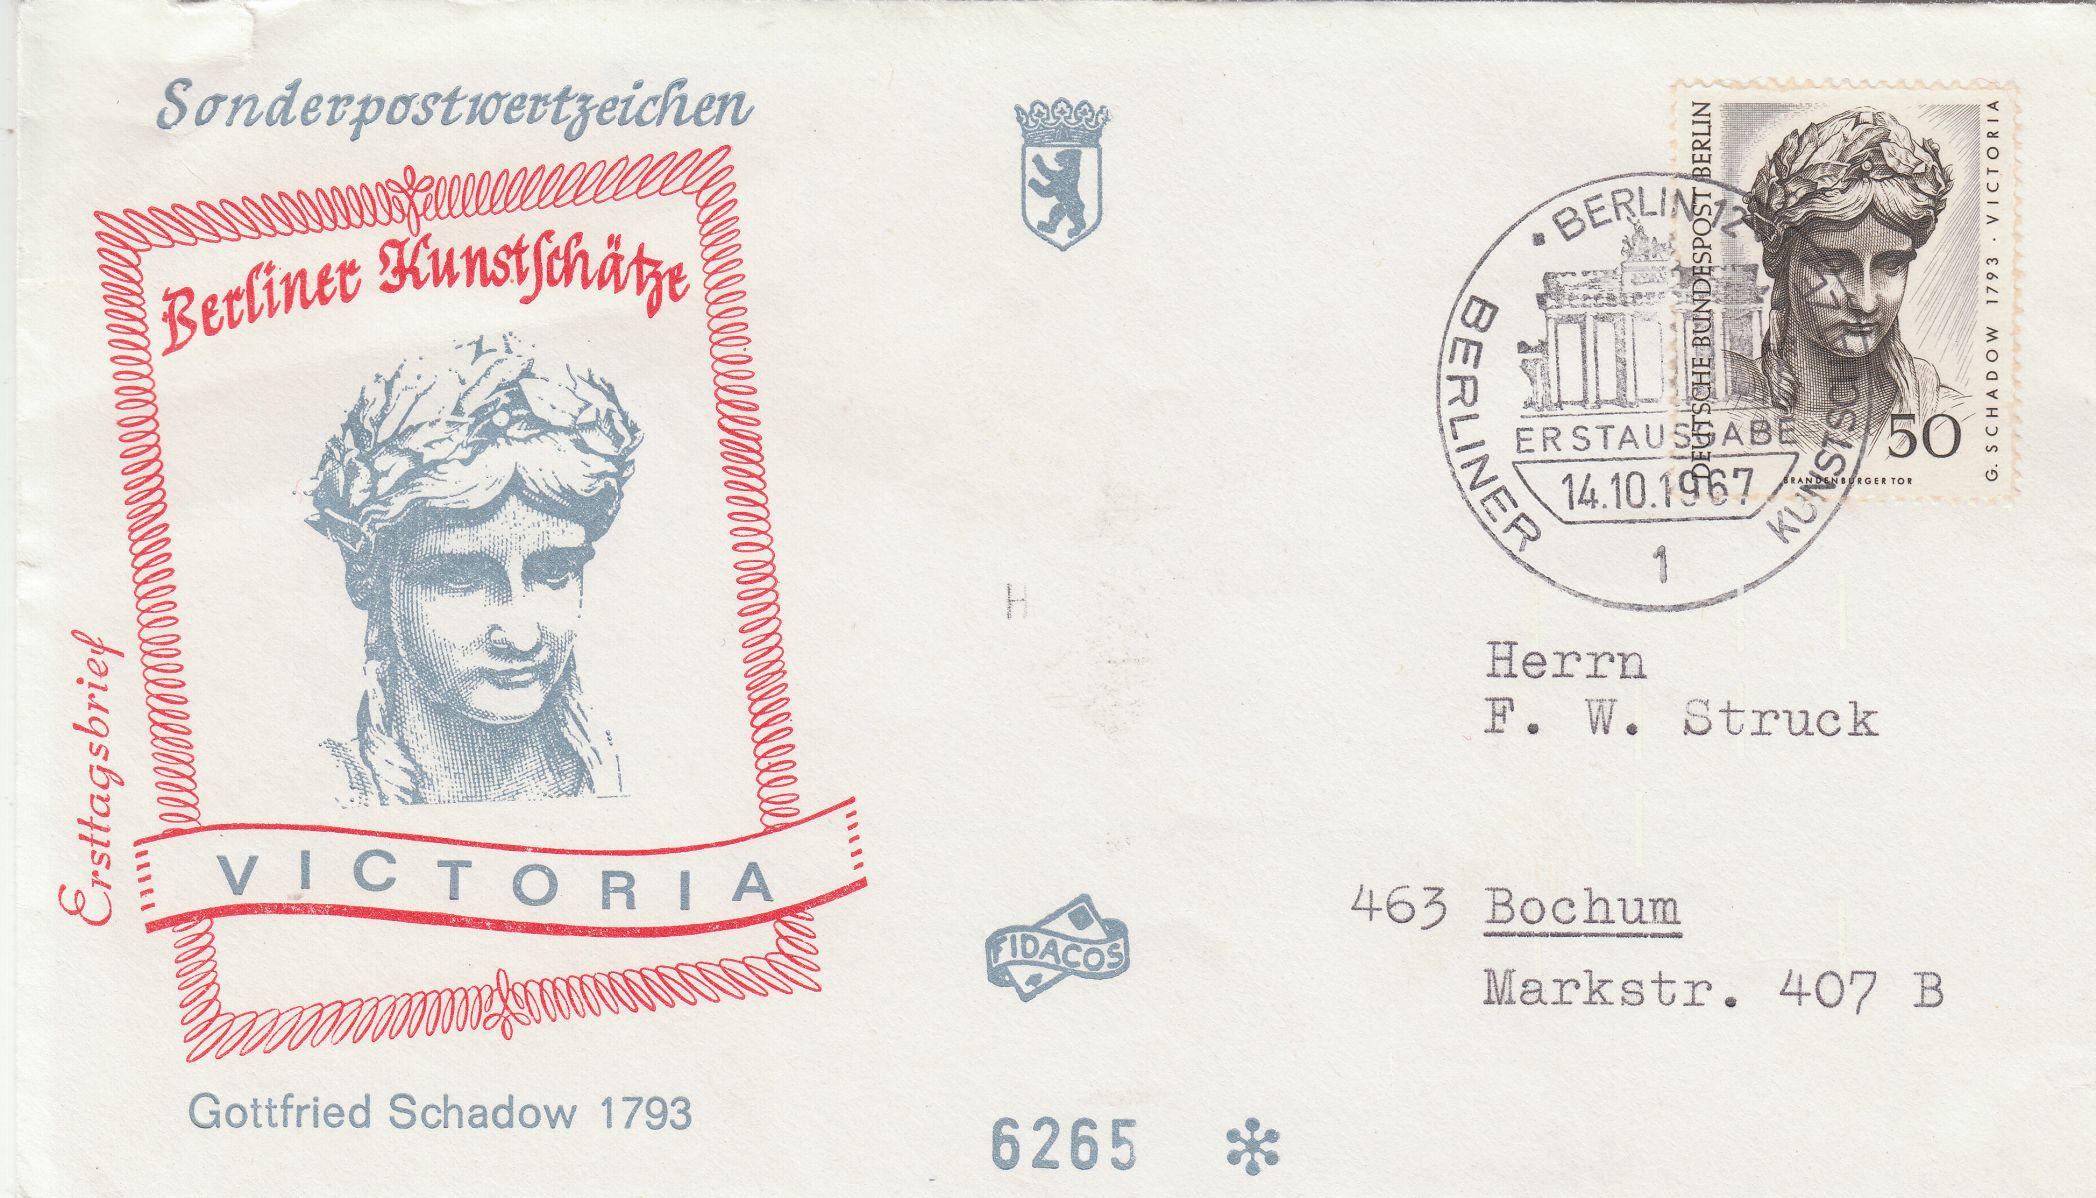 Sonderpostwertzeichen
Berliner Kunstschätze
Ersttagsbrief
VICTORIA
Gottfried Schadow 1793
H
FIDACOS
6265
DEUTSCHE BUNDESPOST BERLIN
G. SCHADOW 1793 · VICTORIA
50
BRANDENBURGER TOR
BERLIN 12
ERSTAUSGABE
14.10.1967
BERLINER
1
Herrn
F. W. Struck
463 Bochum
Markstr. 407 B